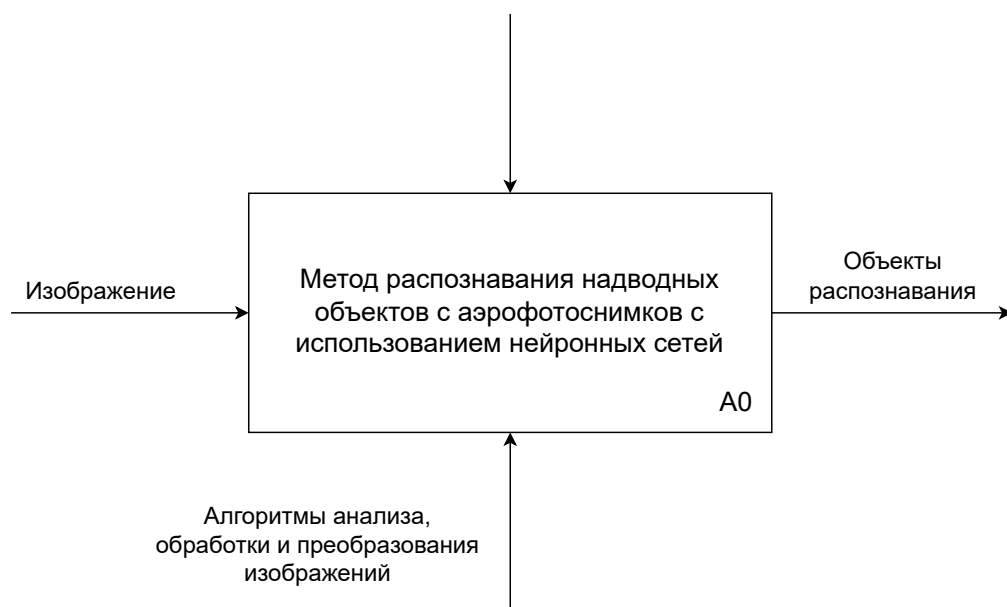 Изображение
Метод распознавания надводных
объектов с аэрофотоснимков с
использованием нейронных сетей
A0
Объекты
распознавания
Алгоритмы анализа,
обработки и преобразования
изображений